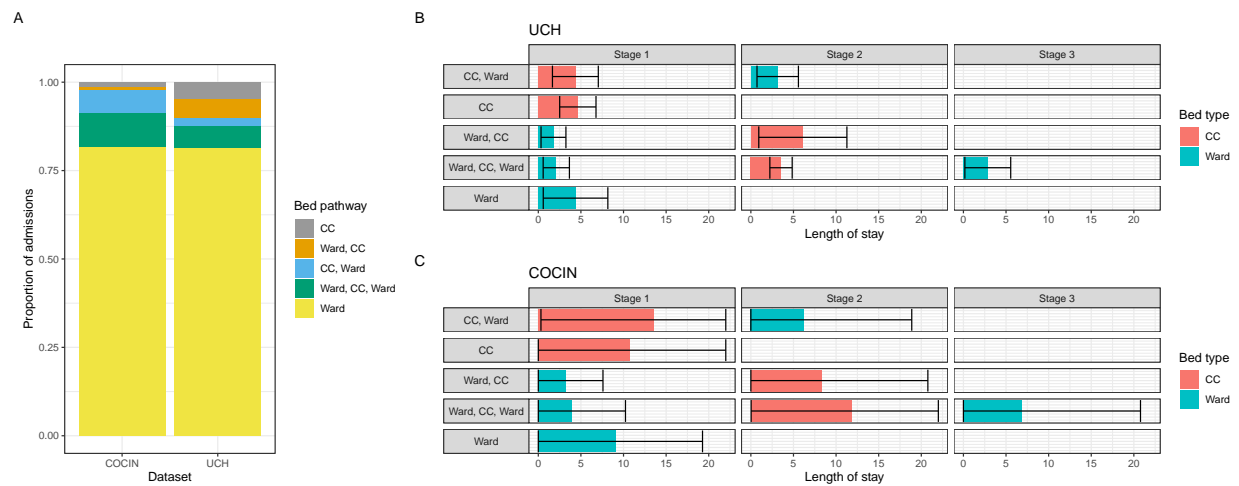 A
1.00
0.75
0.50
0.25
0.00
Proportion of admissions
COCIN
UCH
Dataset
Bed pathway
CC
Ward, CC
CC, Ward
Ward, CC, Ward
Ward
B
UCH
Stage 1
Stage 2
Stage 3
CC, Ward
CC
Ward, CC
Ward, CC, Ward
Ward
0 5 10 15 20
0 5 10 15 20
0 5 10 15 20
Length of stay
Bed type
CC
Ward
C
COCIN
Stage 1
Stage 2
Stage 3
CC, Ward
CC
Ward, CC
Ward, CC, Ward
Ward
0 5 10 15 20
0 5 10 15 20
0 5 10 15 20
Length of stay
Bed type
CC
Ward